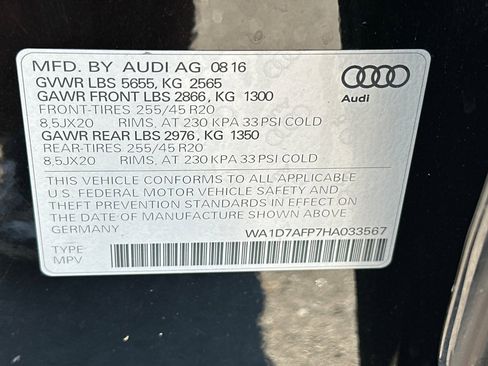 MFD. BY AUDI AG 08 16
GVWR LBS 5655, KG 2565
GAWR FRONT LBS 2866, KG 1300
FRONT-TIRES 255/45 R20
8,5JX20 RIMS, AT 230 KPA 33 PSI COLD
GAWR REAR LBS 2976, KG 1350
REAR-TIRES 255/45 R20
8,5JX20 RIMS, AT 230 KPA 33 PSI COLD
Audi
THIS VEHICLE CONFORMS TO ALL APPLICABLE
U.S. FEDERAL MOTOR VEHICLE SAFETY AND
THEFT PREVENTION STANDARDS IN EFFECT ON
THE DATE OF MANUFACTURE SHOWN ABOVE
GERMANY
WA1D7AFP7HA033567
TYPE
MPV